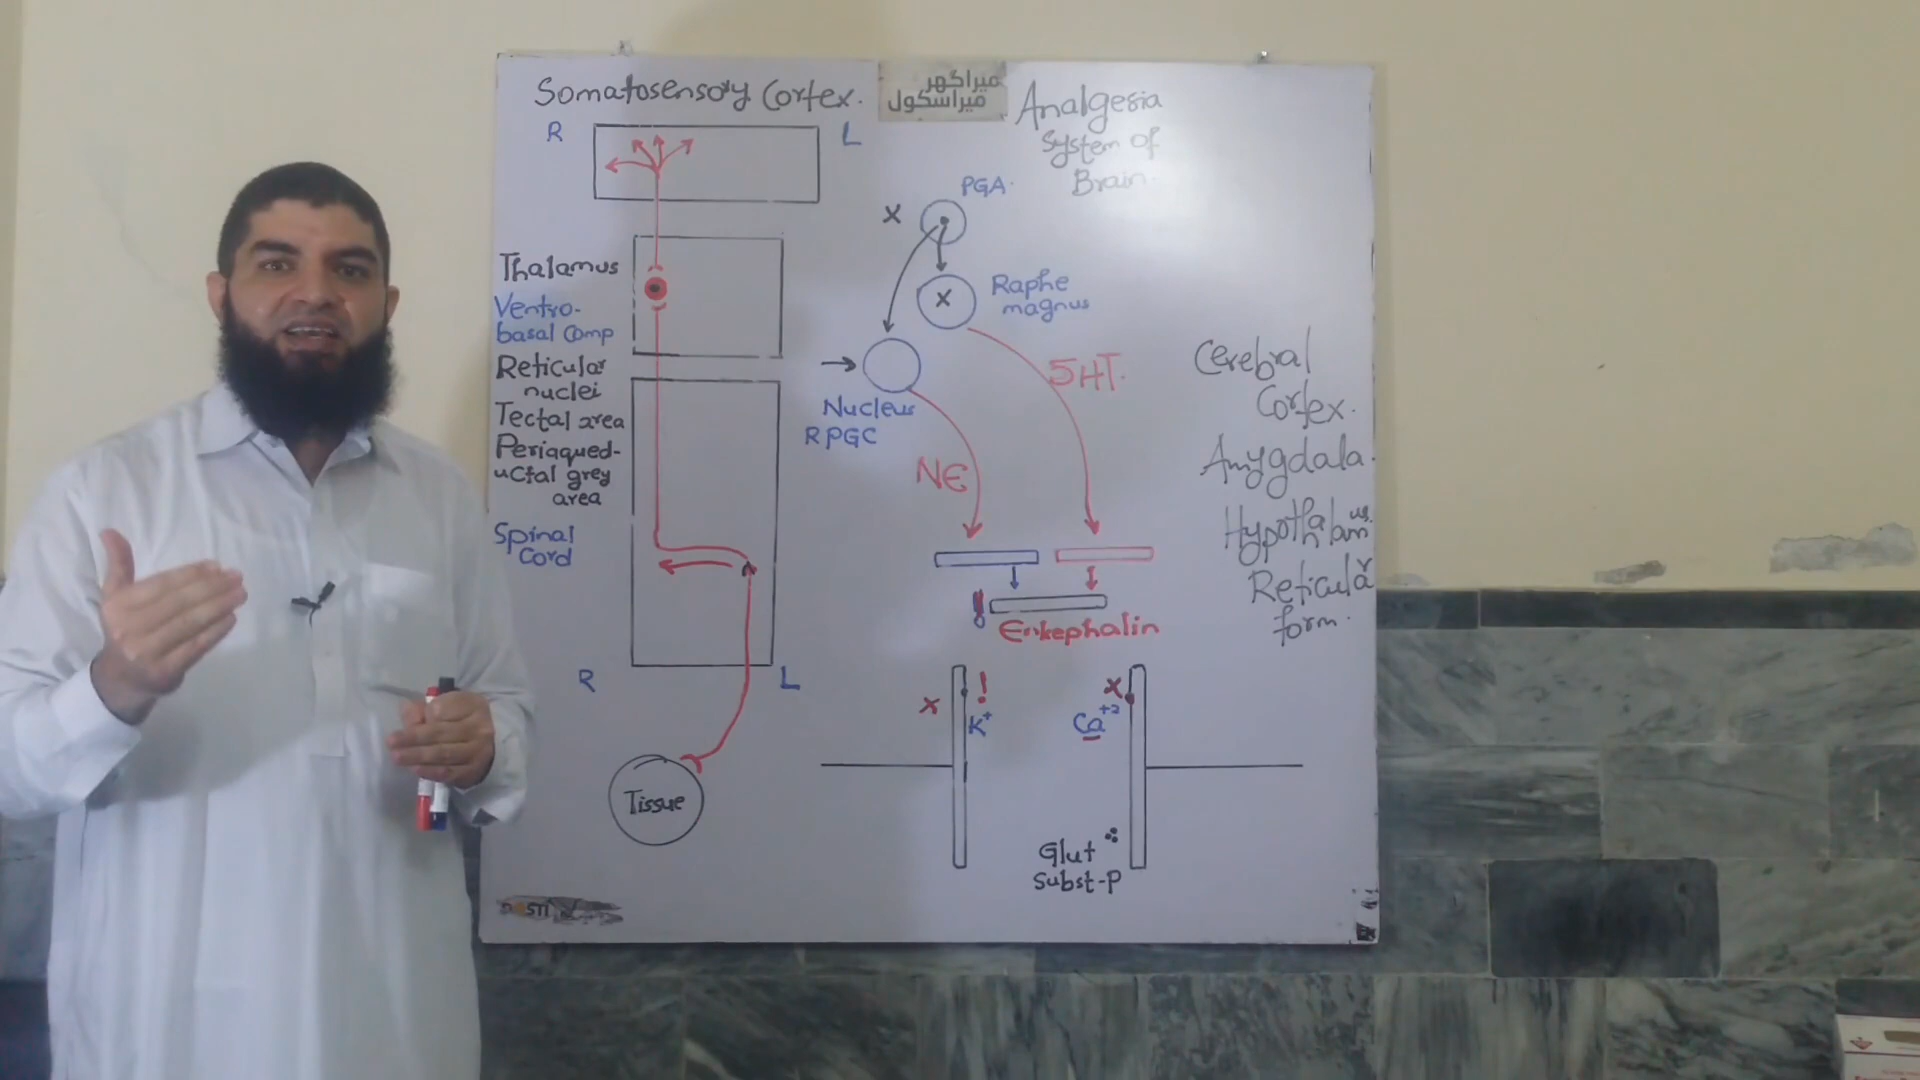 Somatosensory Cortex.
میراکهر
میراسکول
Analgesia
System of
Brain.
R
L
PGA.
X
Thalamus
Ventro-
basal Comp
Reticular
nuclei
Tectal area
Periaqued-
uctal grey
area
Spinal
Cord
R
L
Tissue
X
Raphe
magnus
5HT.
Nucleus
RPGC
NE
!
Enkephalin
X
!
K+
X
Ca+2
Glut
Subst-P
Cerebral
Cortex.
Amygdala.
Hypothalamus.
Reticular
form.